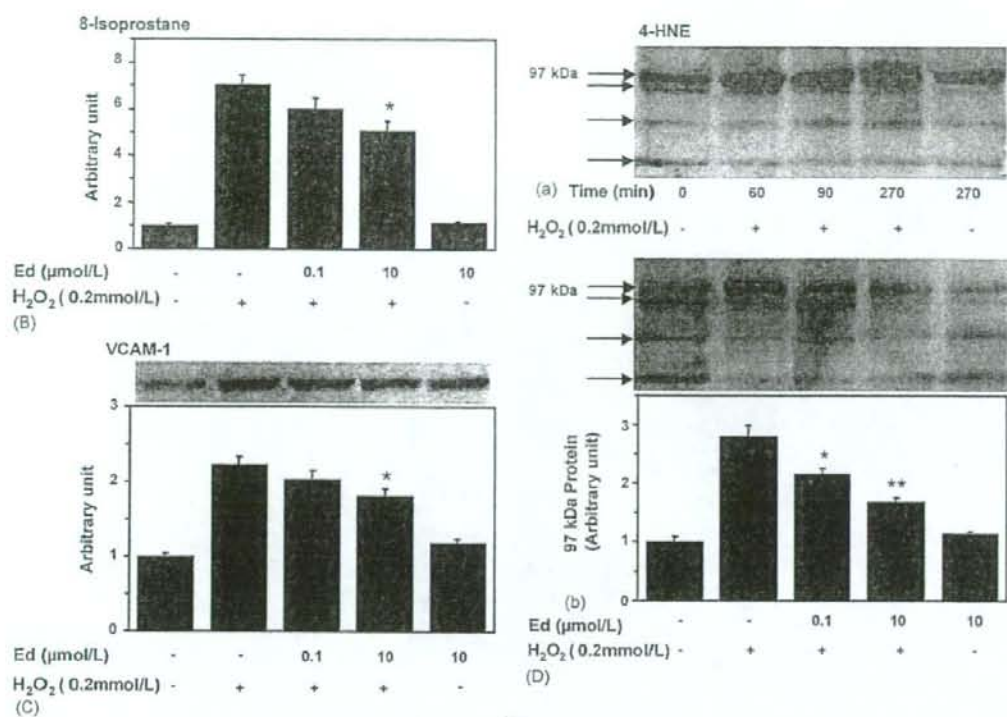 8-Isoprostane
8
6
4
2
1
0
Arbitrary unit
*
Ed (µmol/L) - - 0.1 10 10
H2O2 ( 0.2mmol/L) - + + + -
(B)
VCAM-1
3
2
1
0
Arbitrary unit
*
Ed (µmol/L) - - 0.1 10 10
H2O2 ( 0.2mmol/L) - + + + -
(C)
4-HNE
97 kDa
(a) Time (min) 0 60 90 270 270
H2O2 (0.2mmol/L) - + + + -
97 kDa
3
2
1
0
97 kDa Protein
(Arbitrary unit)
* **
(b)
Ed (µmol/L) - - 0.1 10 10
H2O2 ( 0.2mmol/L) - + + + -
(D)